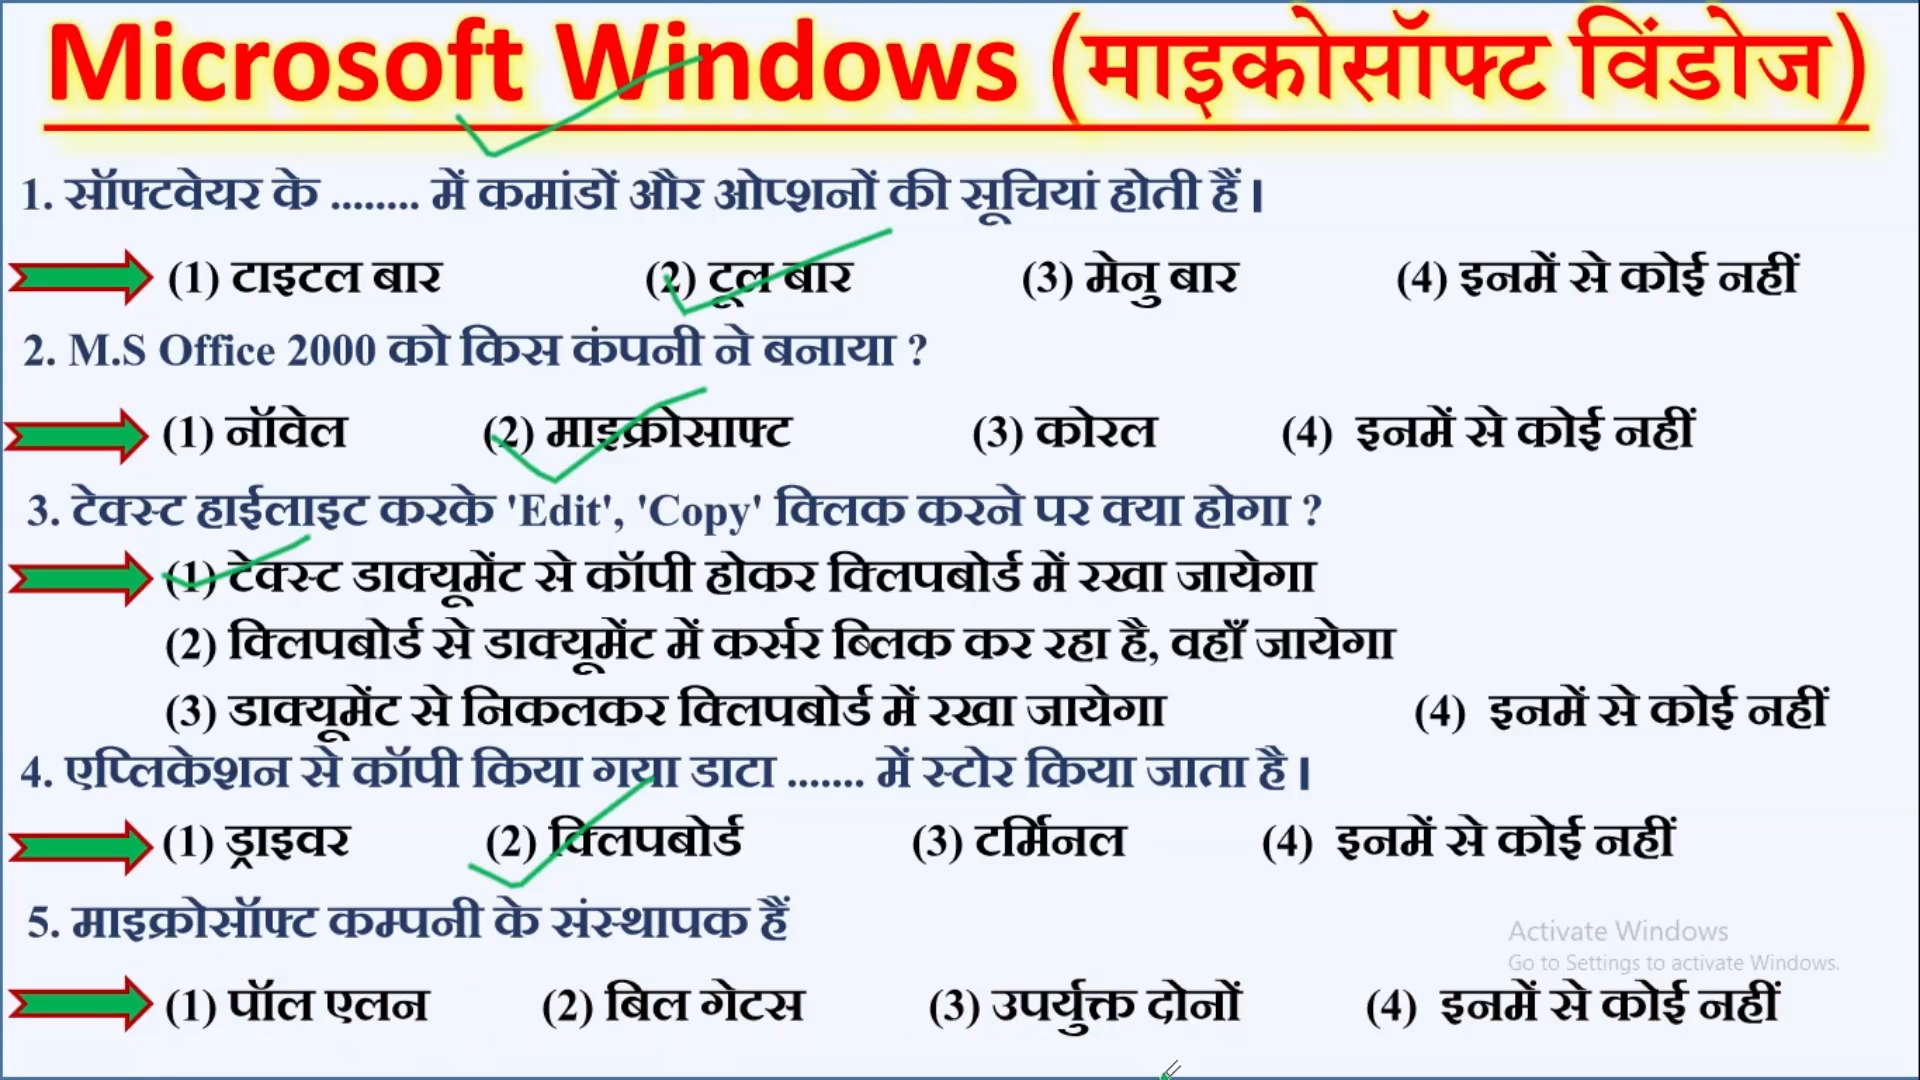 Microsoft Windows (माइकोसॉफ्ट विंडोज)
1. सॉफ्टवेयर के ........ में कमांडों और ओप्शनों की सूचियां होती हैं।
(1) टाइटल बार (2) टूल बार (3) मेनु बार (4) इनमें से कोई नहीं
2. M.S Office 2000 को किस कंपनी ने बनाया ?
(1) नॉवेल (2) माइक्रोसाफ्ट (3) कोरल (4) इनमें से कोई नहीं
3. टेक्स्ट हाईलाइट करके 'Edit', 'Copy' क्लिक करने पर क्या होगा ?
(1) टेक्स्ट डाक्यूमेंट से कॉपी होकर क्लिपबोर्ड में रखा जायेगा
(2) क्लिपबोर्ड से डाक्यूमेंट में कर्सर ब्लिक कर रहा है, वहाँ जायेगा
(3) डाक्यूमेंट से निकलकर क्लिपबोर्ड में रखा जायेगा (4) इनमें से कोई नहीं
4. एप्लिकेशन से कॉपी किया गया डाटा ....... में स्टोर किया जाता है।
(1) ड्राइवर (2) क्लिपबोर्ड (3) टर्मिनल (4) इनमें से कोई नहीं
5. माइक्रोसॉफ्ट कम्पनी के संस्थापक हैं
Activate Windows
Go to Settings to activate Windows.
(1) पॉल एलन (2) बिल गेटस (3) उपर्युक्त दोनों (4) इनमें से कोई नहीं